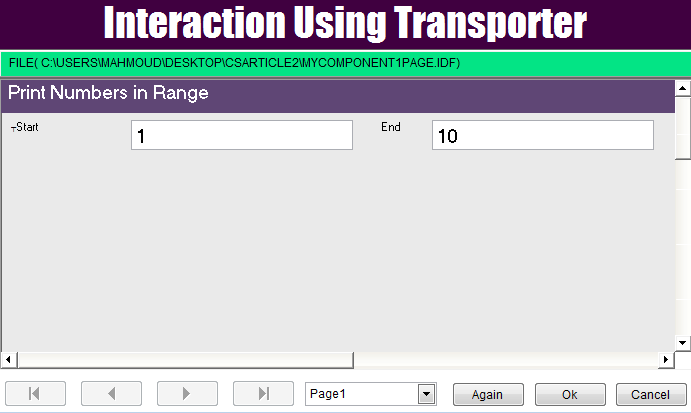 Interaction Using Transporter
FILE( C:\USERS\MAHMOUD\DESKTOP\CSARTICLE2\MYCOMPONENT1PAGE.IDF)
Print Numbers in Range
┬Start 1 End 10
Page1 Again Ok Cancel